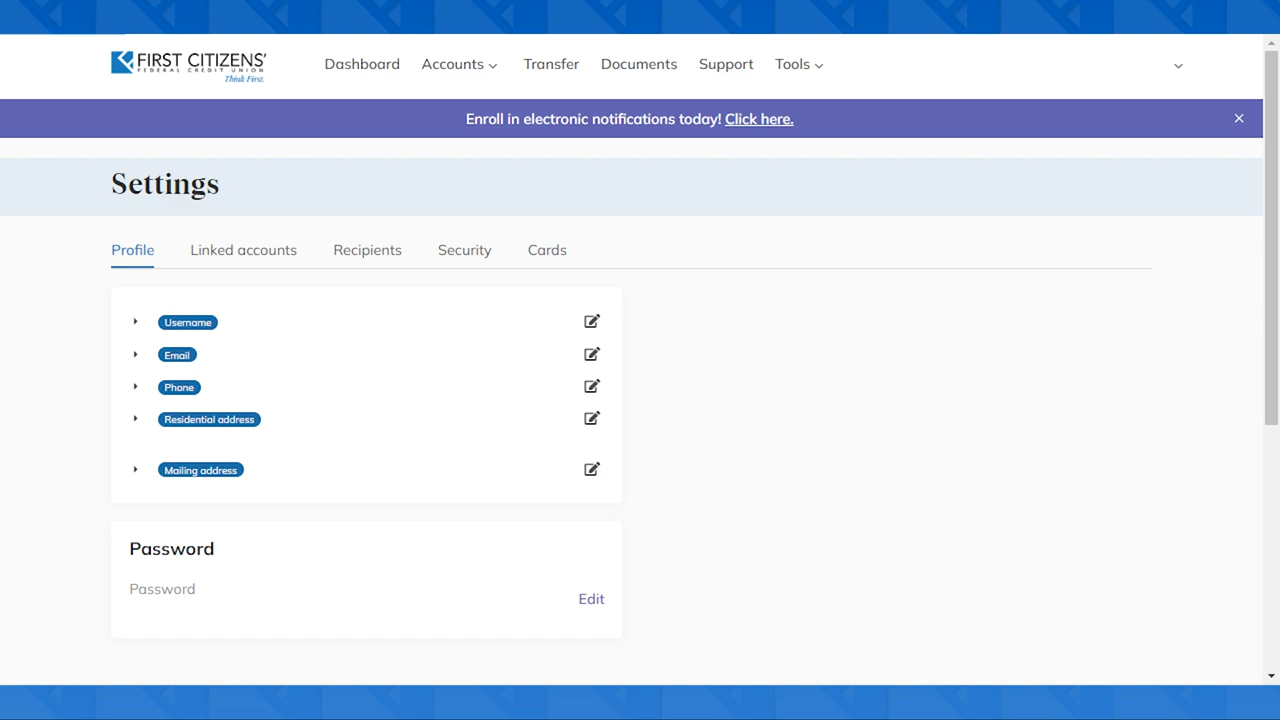 FIRST CITIZENS'
FEDERAL CREDIT UNION
Think First.
Dashboard Accounts Transfer Documents Support Tools
Enroll in electronic notifications today! Click here.
Settings
Profile Linked accounts Recipients Security Cards
Username
Email
Phone
Residential address
Mailing address
Password
Password
Edit